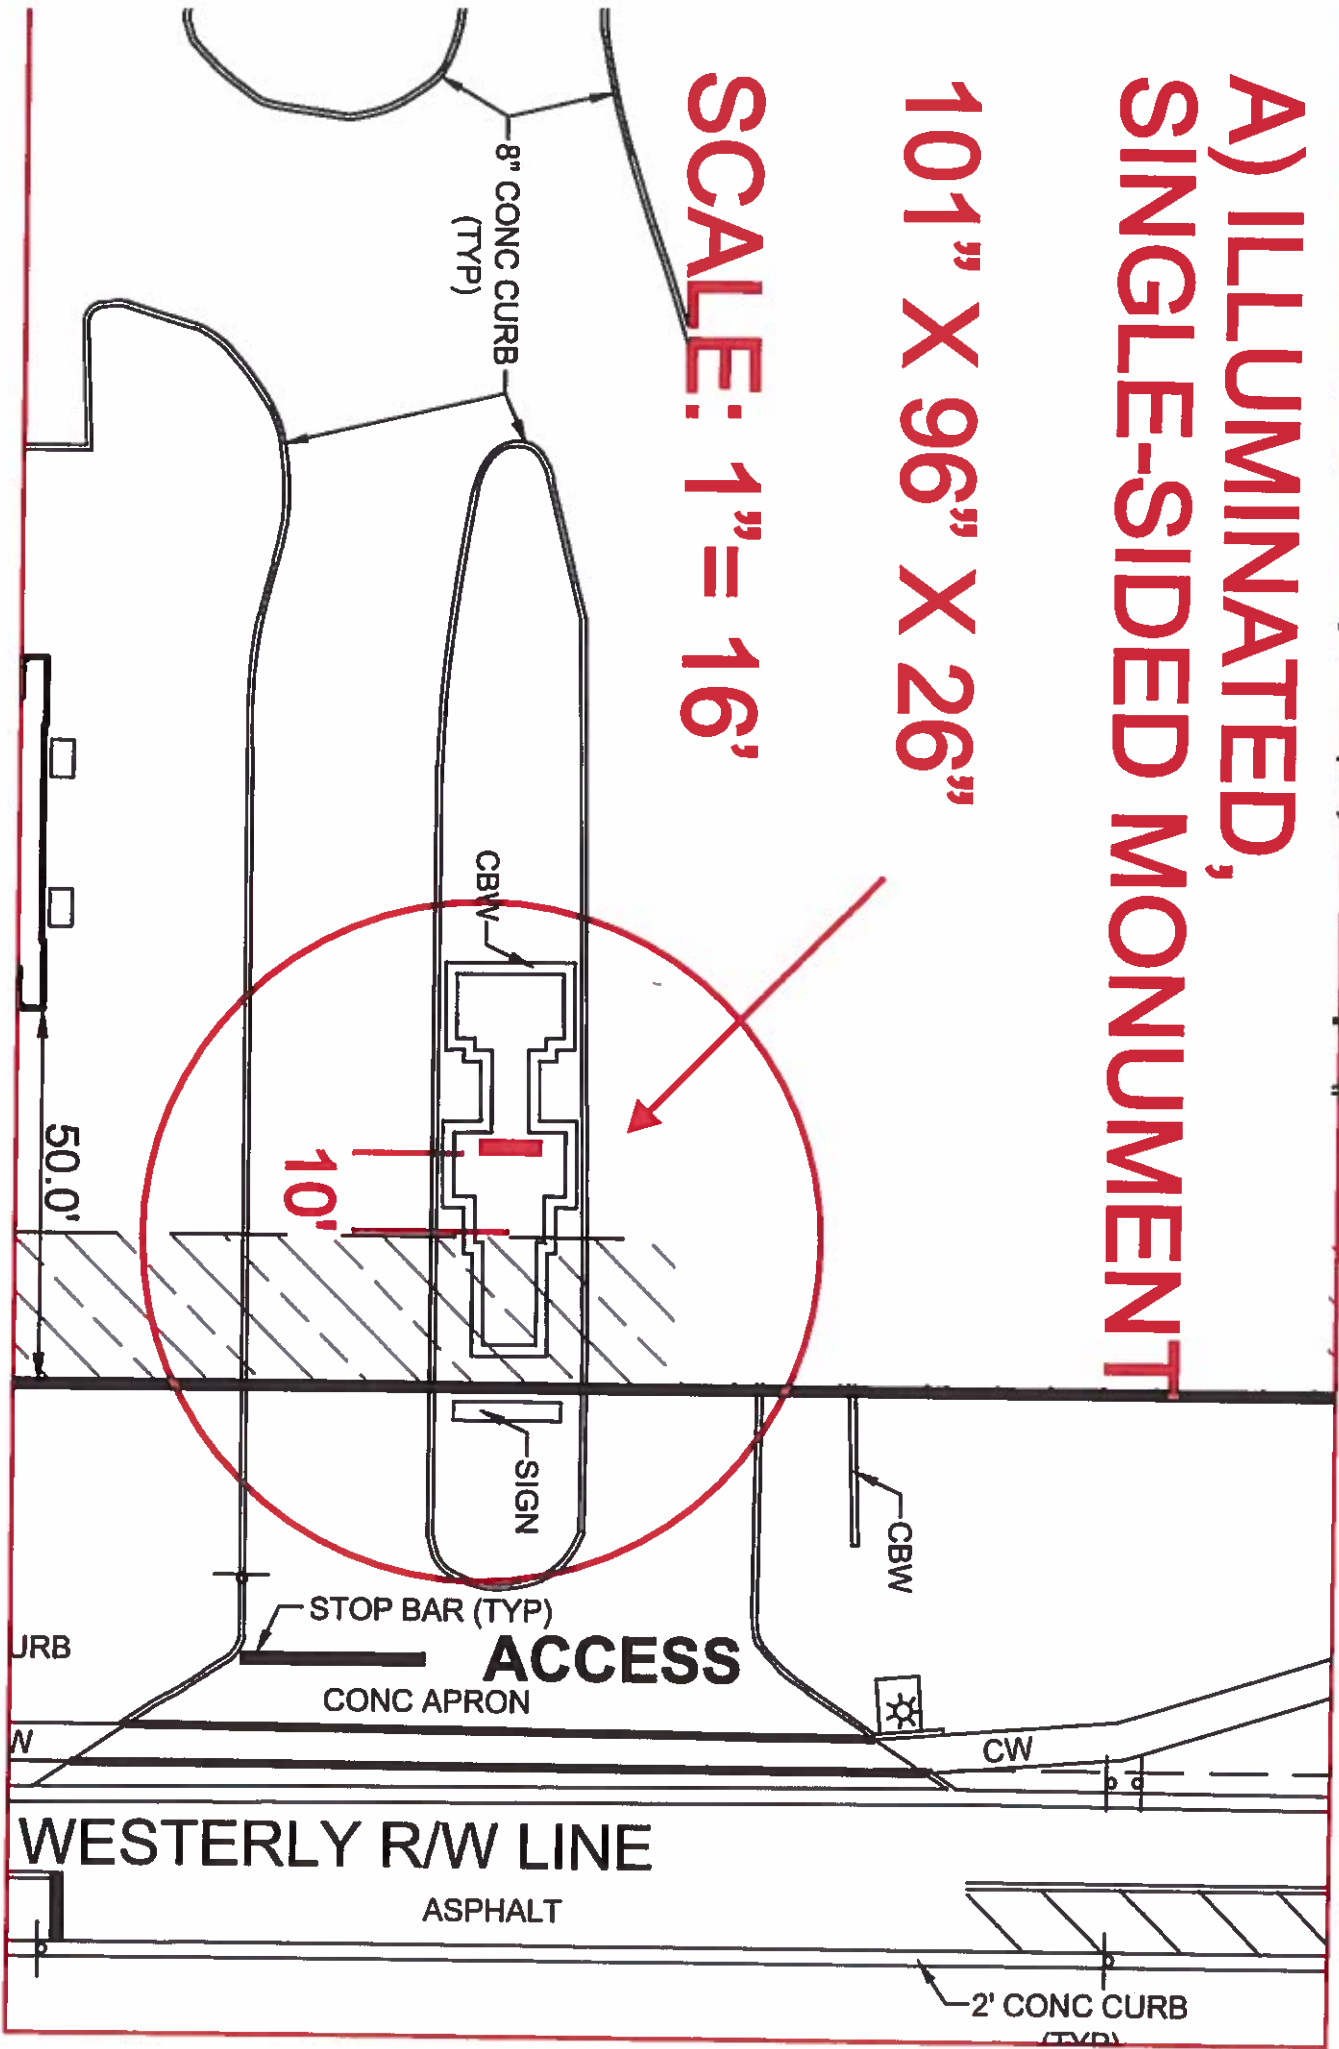 A) ILLUMINATED,
SINGLE-SIDED MONUMENT
101" X 96" X 26"
SCALE: 1"= 16'
8" CONC CURB
(TYP)
CBW
10'
50.0'
SIGN
CBW
STOP BAR (TYP)
ACCESS
URB
CONC APRON
W
CW
WESTERLY R/W LINE
ASPHALT
2' CONC CURB
(TYP)